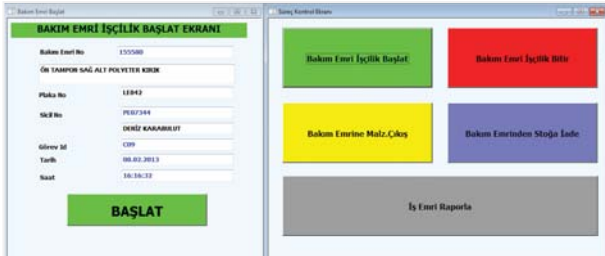 Bakım Emri Başlat
BAKIM EMRİ İŞÇİLİK BAŞLAT EKRANI
Bakım Emri No 155580
ÖN TAMPON SAĞ ALT POLYETER KIRIK
Plaka No LE042
Sicil No PE07344
DENİZ KARABULUT
Görev Id C09
Tarih 08.02.2013
Saat 16:16:32
BAŞLAT
Süreç Kontrol Ekranı
Bakım Emri İşçilik Başlat
Bakım Emri İşçilik Bitir
Bakım Emrine Malz.Çıkış
Bakım Emrinden Stoğa İade
İş Emri Raporla